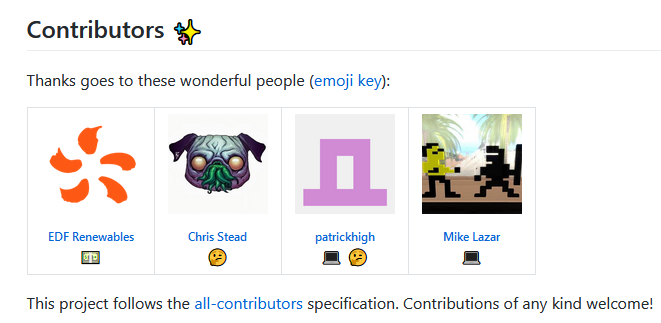 Contributors ✨
Thanks goes to these wonderful people (emoji key):
EDF Renewables
Chris Stead
patrickhigh
Mike Lazar
💵
🤔
💻 🤔
💻
This project follows the all-contributors specification. Contributions of any kind welcome!